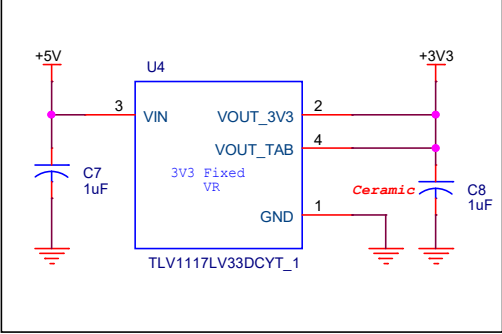 +5V
+3V3
U4
3
VIN
VOUT_3V3
2
VOUT_TAB
4
3V3 Fixed
VR
C7
1uF
Ceramic
C8
1uF
GND
1
TLV1117LV33DCYT_1